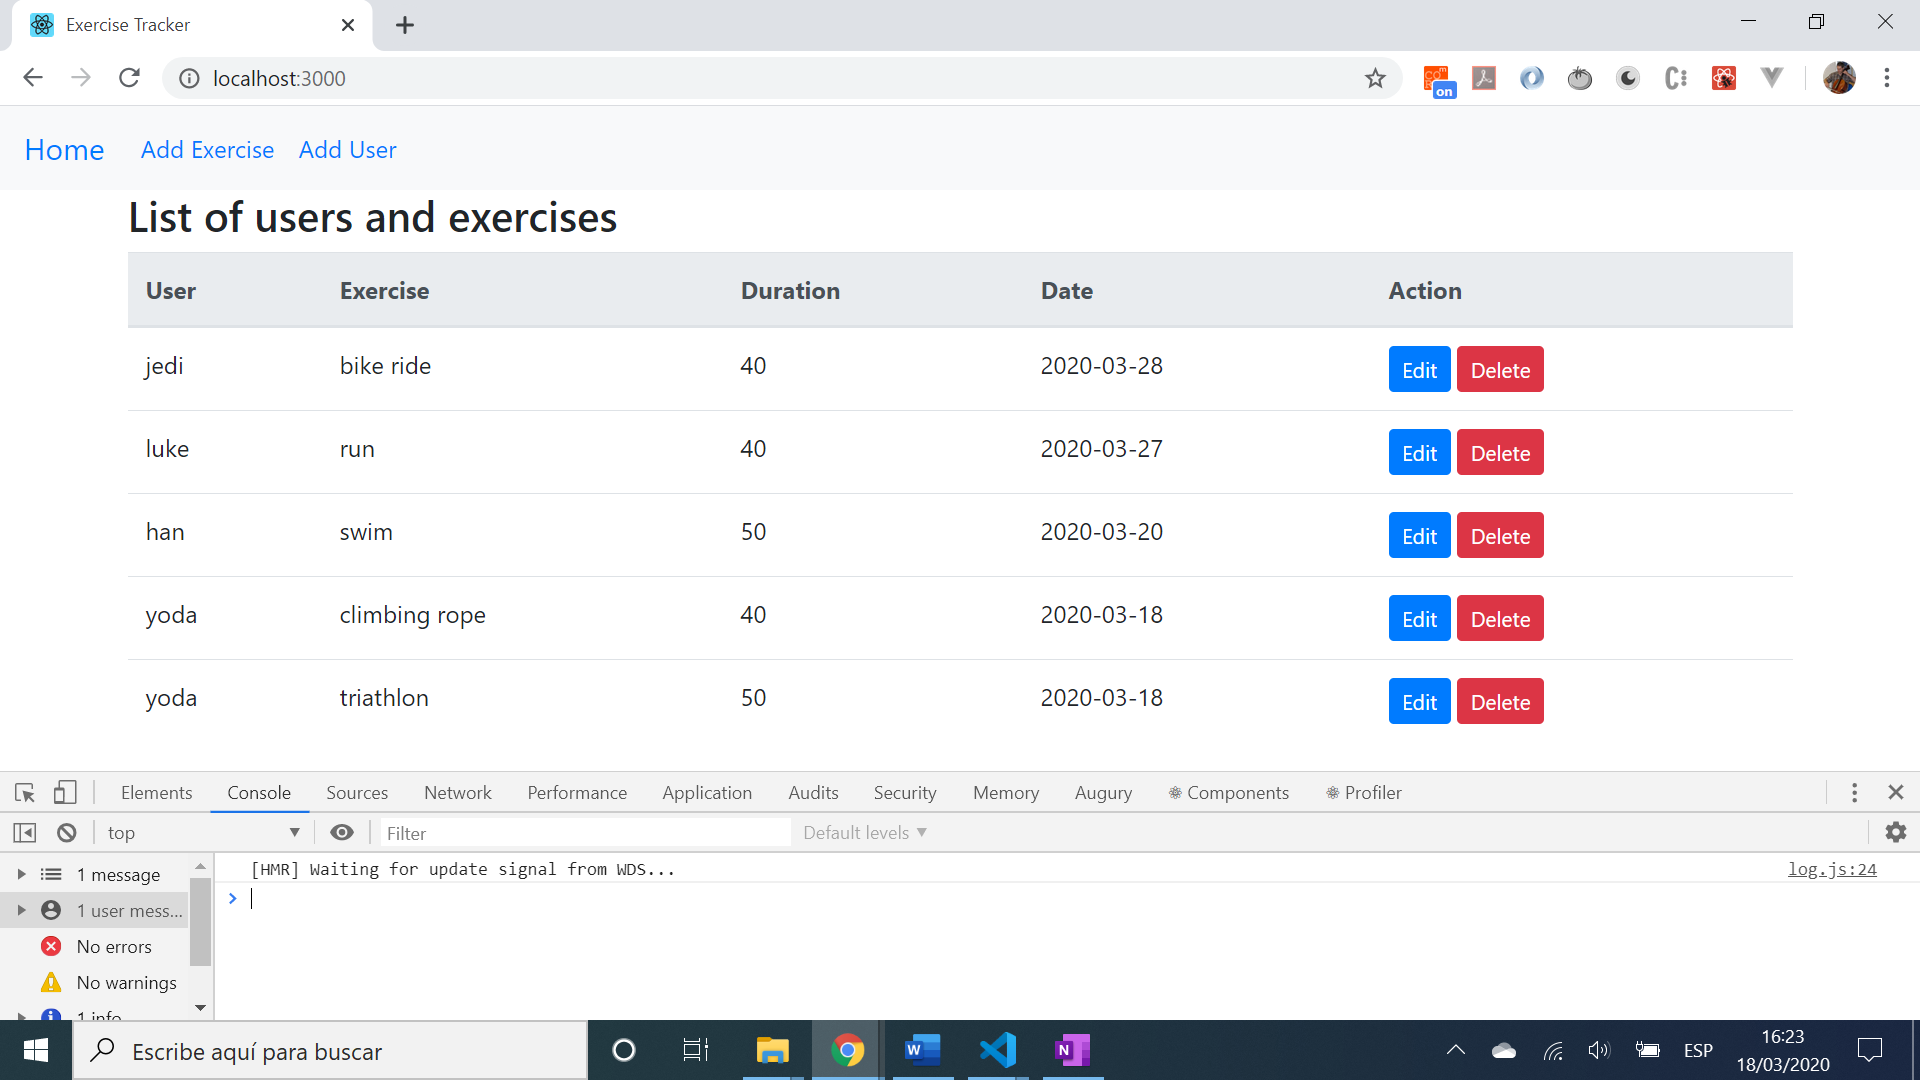 Exercise Tracker
localhost:3000
on
Home Add Exercise Add User
List of users and exercises
User Exercise Duration Date Action
jedi bike ride 40 2020-03-28 Edit Delete
luke run 40 2020-03-27 Edit Delete
han swim 50 2020-03-20 Edit Delete
yoda climbing rope 40 2020-03-18 Edit Delete
yoda triathlon 50 2020-03-18 Edit Delete
Elements Console Sources Network Performance Application Audits Security Memory Augury Components Profiler
top Filter Default levels
1 message
[HMR] Waiting for update signal from WDS... log.js:24
1 user mess...
No errors
No warnings
1 info
Escribe aquí para buscar
W
N
ESP
16:23
18/03/2020